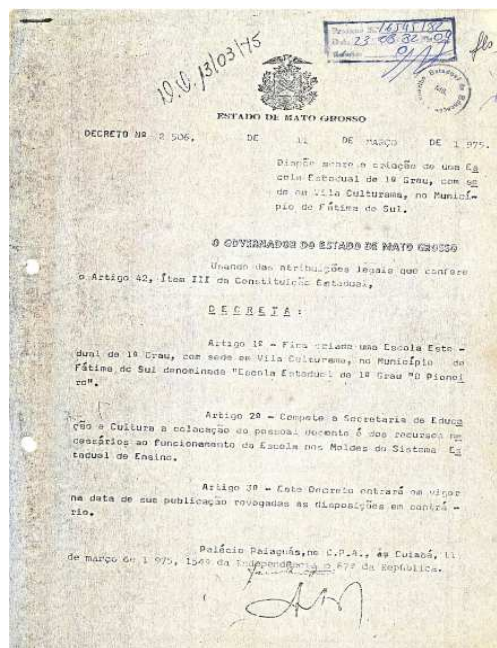 D.O. 13/03/75
ESTADO DE MATO GROSSO
DECRETO Nº 2 506, DE 11 DE MARÇO DE 1 975.
Dispõe sobre a criação de uma Es
cola Estadual de 1º Grau, com se
de em Vila Culturama, no Municí-
pio de Fátima do Sul.
O GOVERNADOR DO ESTADO DE MATO GROSSO
Usando das atribuições legais que confere
o Artigo 42, Ítem III da Constituição Estadual,
D E C R E T A :
Artigo 1º - Fica criada uma Escola Esta -
dual de 1º Grau, com sede em Vila Culturama, no Município de
Fátima do Sul denominada "Escola Estadual de 1º Grau "O Pionei
ro".
Artigo 2º - Compete a Secretaria de Educa
ção e Cultura a colocação do pessoal docente e dos recursos ne
cessários ao funcionamento da Escola nos Moldes do Sistema Es
tadual de Ensino.
Artigo 3º - Este Decreto entrará em vigor
na data de sua publicação revogadas as disposições em contrá -
rio.
Palácio Paiaguás, no C.P.A., em Cuiabá, 11
de março de 1 975, 154º da Independência e 87º da República.